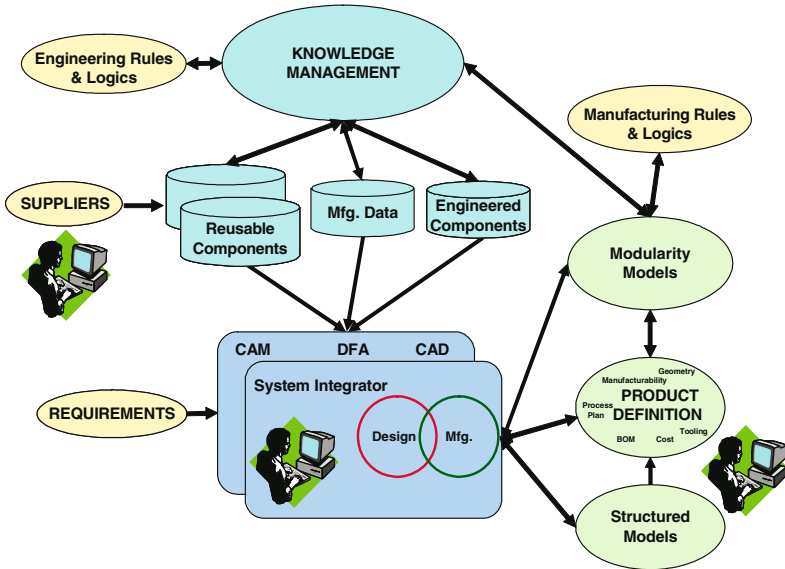 KNOWLEDGE
MANAGEMENT
Engineering Rules
& Logics
Manufacturing Rules
& Logics
SUPPLIERS
Reusable
Components
Mfg. Data
Engineered
Components
Modularity
Models
CAM DFA CAD
System Integrator
REQUIREMENTS
Design
Mfg.
Geometry
Manufacturability
PRODUCT
DEFINITION
Process
Plan
Tooling
BOM
Cost
Structured
Models